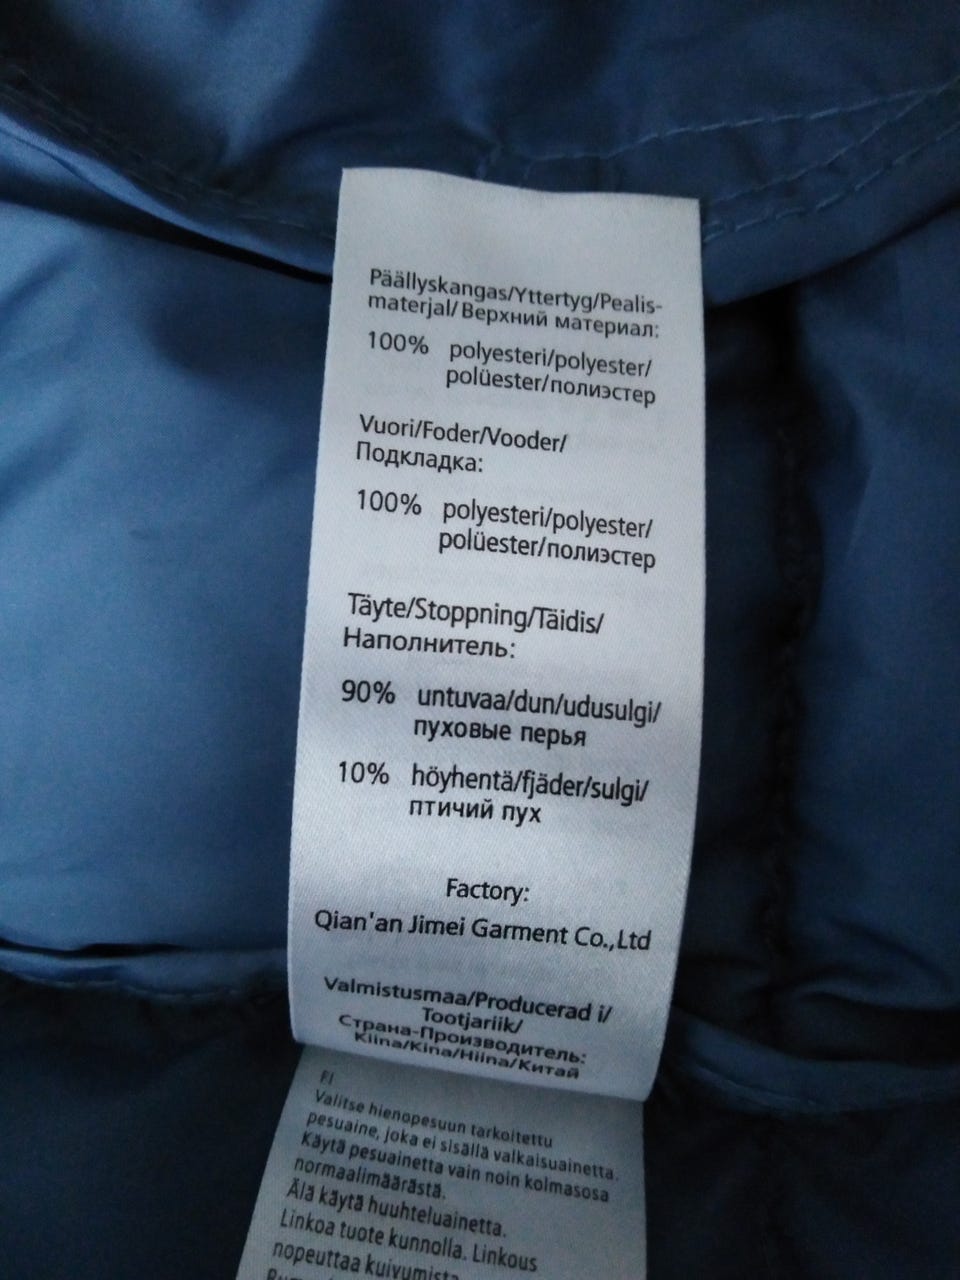 Päällyskangas/Yttertyg/Pealis-
materjal/Верхний материал:
100% polyesteri/polyester/
polüester/полиэстер
Vuori/Foder/Vooder/
Подкладка:
100% polyesteri/polyester/
polüester/полиэстер
Täyte/Stoppning/Täidis/
Наполнитель:
90% untuvaa/dun/udusulgi/
пуховые перья
10% höyhentä/fjäder/sulgi/
птичий пух
Factory:
Qian'an Jimei Garment Co.,Ltd
Valmistusmaa/Producerad i/
Tootjariik/
Страна-Производитель:
Kiina/Kina/Hiina/Китай
FI
Valitse hienopesuun tarkoitettu
pesuaine, joka ei sisällä valkaisuainetta.
Käytä pesuainetta vain noin kolmasosa
normaalimäärästä.
Älä käytä huuhteluainetta.
Linkoa tuote kunnolla. Linkous
nopeuttaa kuivumista